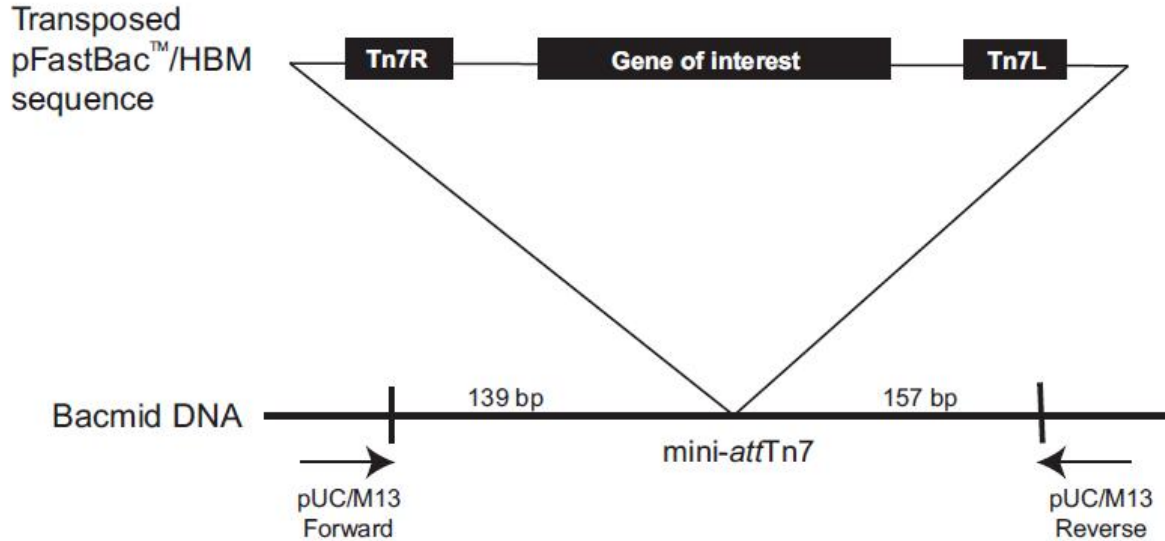 Transposed
pFastBac™/HBM
sequence
Tn7R
Gene of interest
Tn7L
139 bp
157 bp
Bacmid DNA
mini-attTn7
pUC/M13
Forward
pUC/M13
Reverse